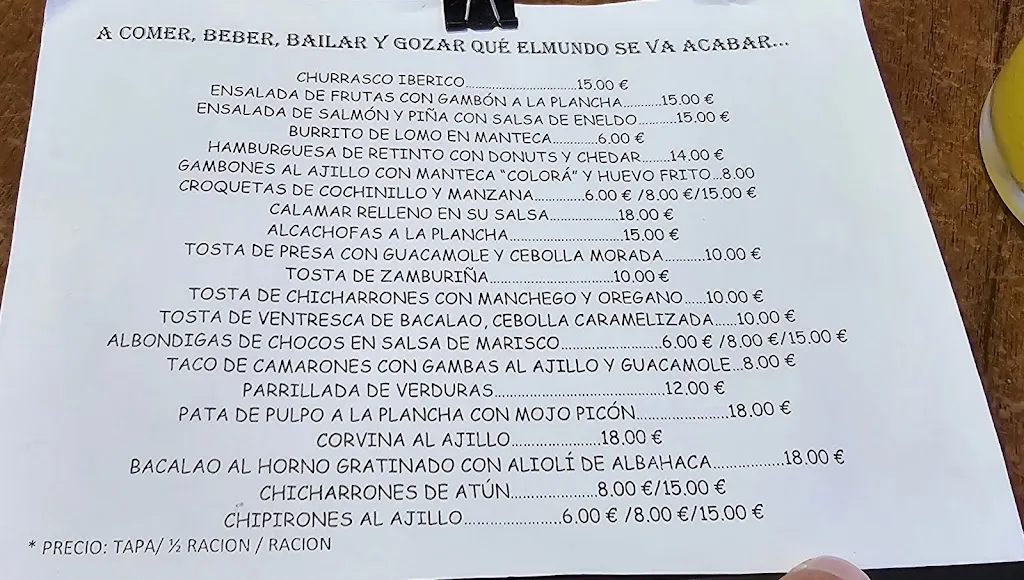 A COMER, BEBER, BAILAR Y GOZAR QUÉ ELMUNDO SE VA ACABAR...
CHURRASCO IBERICO..............................15.00 €
ENSALADA DE FRUTAS CON GAMBÓN A LA PLANCHA..........15.00 €
ENSALADA DE SALMÓN Y PIÑA CON SALSA DE ENELDO..........15.00 €
BURRITO DE LOMO EN MANTECA............6.00 €
HAMBURGUESA DE RETINTO CON DONUTS Y CHEDAR.......14.00 €
GAMBONES AL AJILLO CON MANTECA "COLORÁ" Y HUEVO FRITO...8.00
CROQUETAS DE COCHINILLO Y MANZANA.............6.00 € /8.00 €/15.00 €
CALAMAR RELLENO EN SU SALSA..................18.00 €
ALCACHOFAS A LA PLANCHA..............................15.00 €
TOSTA DE PRESA CON GUACAMOLE Y CEBOLLA MORADA..........10.00 €
TOSTA DE ZAMBURIÑA................................10.00 €
TOSTA DE CHICHARRONES CON MANCHEGO Y OREGANO......10.00 €
TOSTA DE VENTRESCA DE BACALAO, CEBOLLA CARAMELIZADA......10.00 €
ALBONDIGAS DE CHOCOS EN SALSA DE MARISCO.........................6.00 € /8.00 €/15.00 €
TACO DE CAMARONES CON GAMBAS AL AJILLO Y GUACAMOLE...8.00 €
PARRILLADA DE VERDURAS..........................................12.00 €
PATA DE PULPO A LA PLANCHA CON MOJO PICÓN......................18.00 €
CORVINA AL AJILLO.....................18.00 €
BACALAO AL HORNO GRATINADO CON ALIOLÍ DE ALBAHACA................18.00 €
CHICHARRONES DE ATÚN....................8.00 €/15.00 €
CHIPIRONES AL AJILLO.......................6.00 € /8.00 €/15.00 €
* PRECIO: TAPA/ ½ RACION / RACION